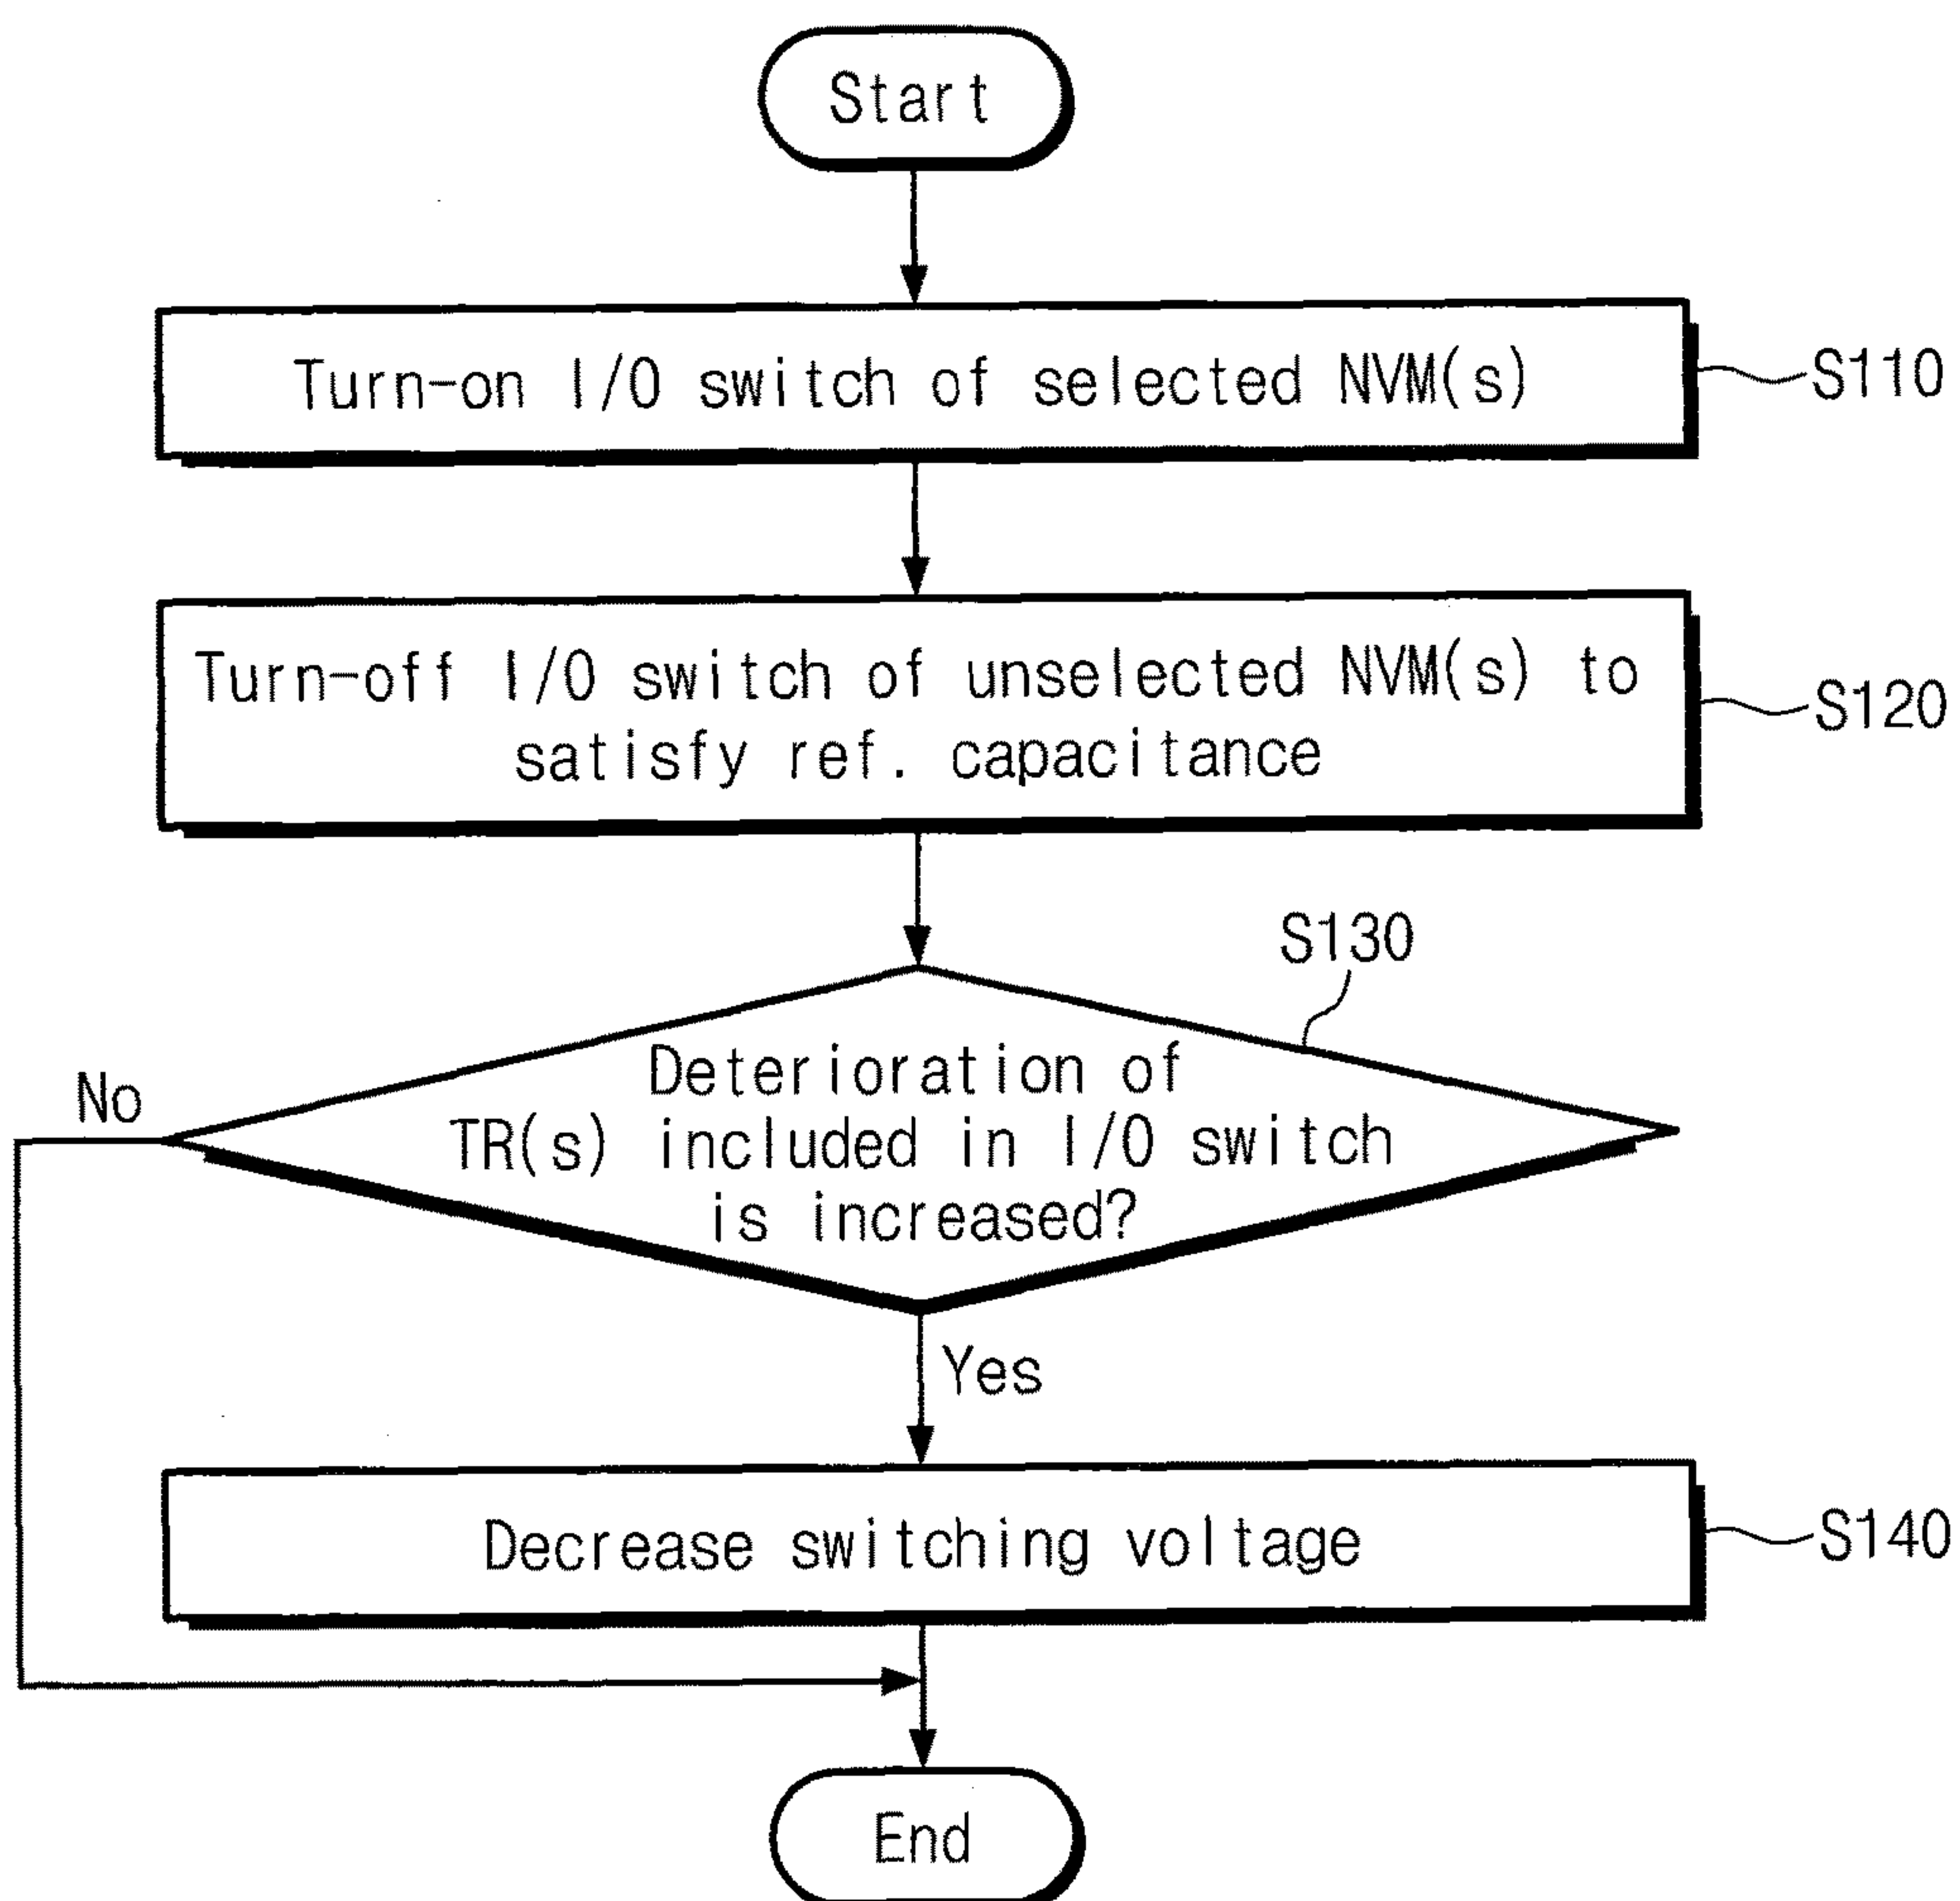 Start
Turn-on I/O switch of selected NVM(s)
S110
Turn-off I/O switch of unselected NVM(s) to
satisfy ref. capacitance
S120
S130
Deterioration of
TR(s) included in I/O switch
is increased?
No
Yes
Decrease switching voltage
S140
End